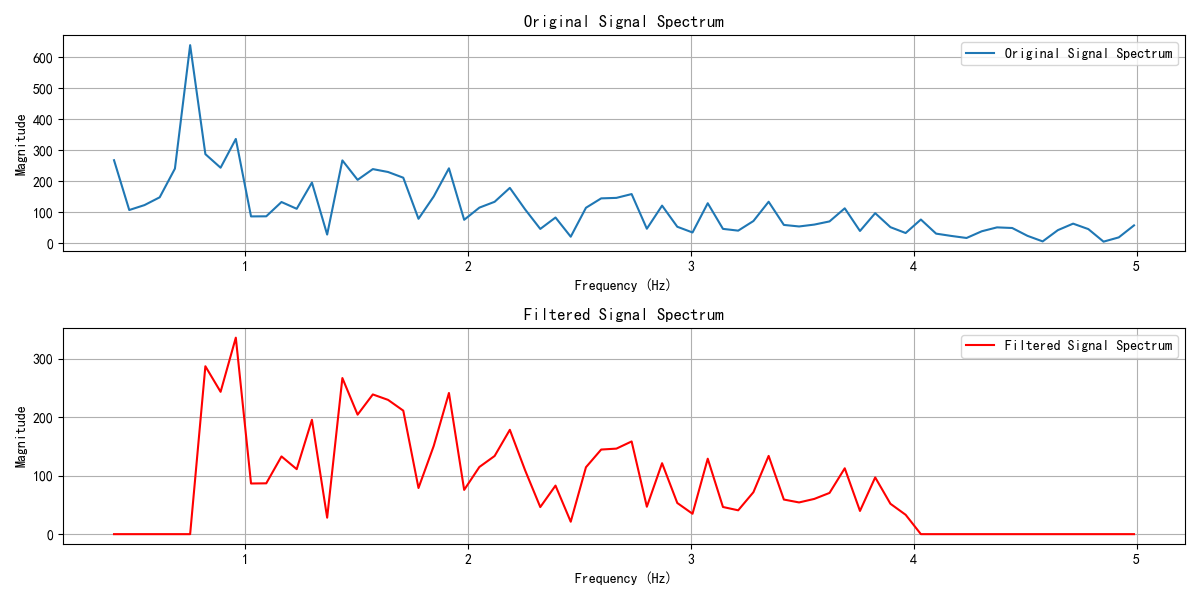 Original Signal Spectrum
Original Signal Spectrum
Magnitude
600
500
400
300
200
100
0
1 2 3 4 5
Frequency (Hz)
Filtered Signal Spectrum
Filtered Signal Spectrum
Magnitude
300
200
100
0
1 2 3 4 5
Frequency (Hz)